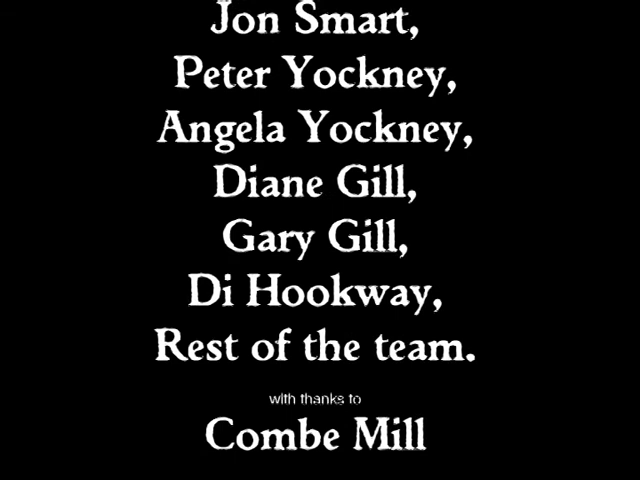 Jon Smart,
Peter Yockney,
Angela Yockney,
Diane Gill,
Gary Gill,
Di Hookway,
Rest of the team.
with thanks to
Combe Mill